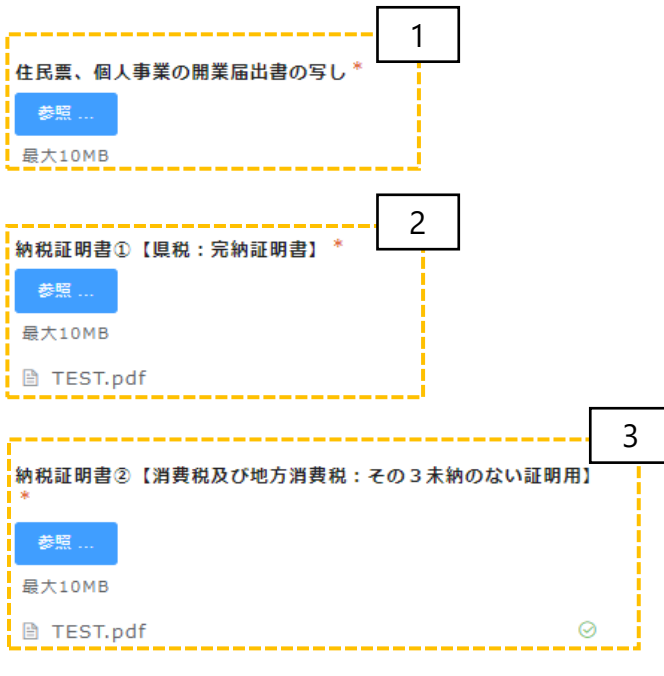 1
住民票、個人事業の開業届出書の写し *
参照 ...
最大10MB
2
納税証明書①【県税：完納証明書】 *
参照 ...
最大10MB
TEST.pdf
3
納税証明書②【消費税及び地方消費税：その３未納のない証明用】
*
参照 ...
最大10MB
TEST.pdf